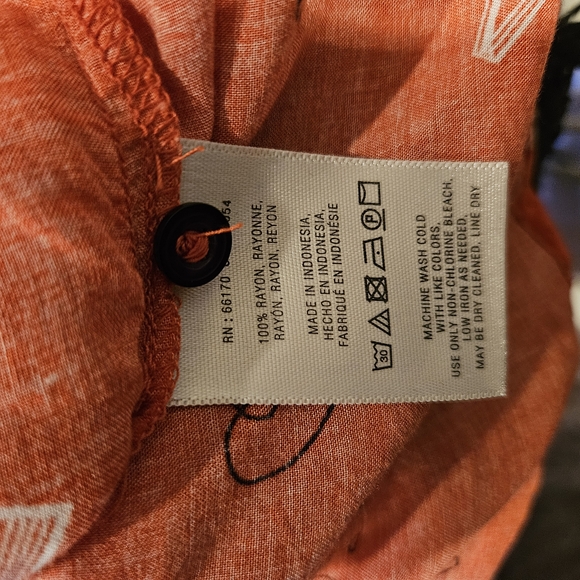 RN : 66170
100% RAYON, RAYONNE,
RAYÓN, RAYON, REYON
MADE IN INDONESIA,
HECHO EN INDONESIA,
FABRIQUÉ EN INDONÉSIE
30 P
MACHINE WASH COLD
WITH LIKE COLORS,
USE ONLY NON-CHLORINE BLEACH,
LOW IRON AS NEEDED,
MAY BE DRY CLEANED, LINE DRY